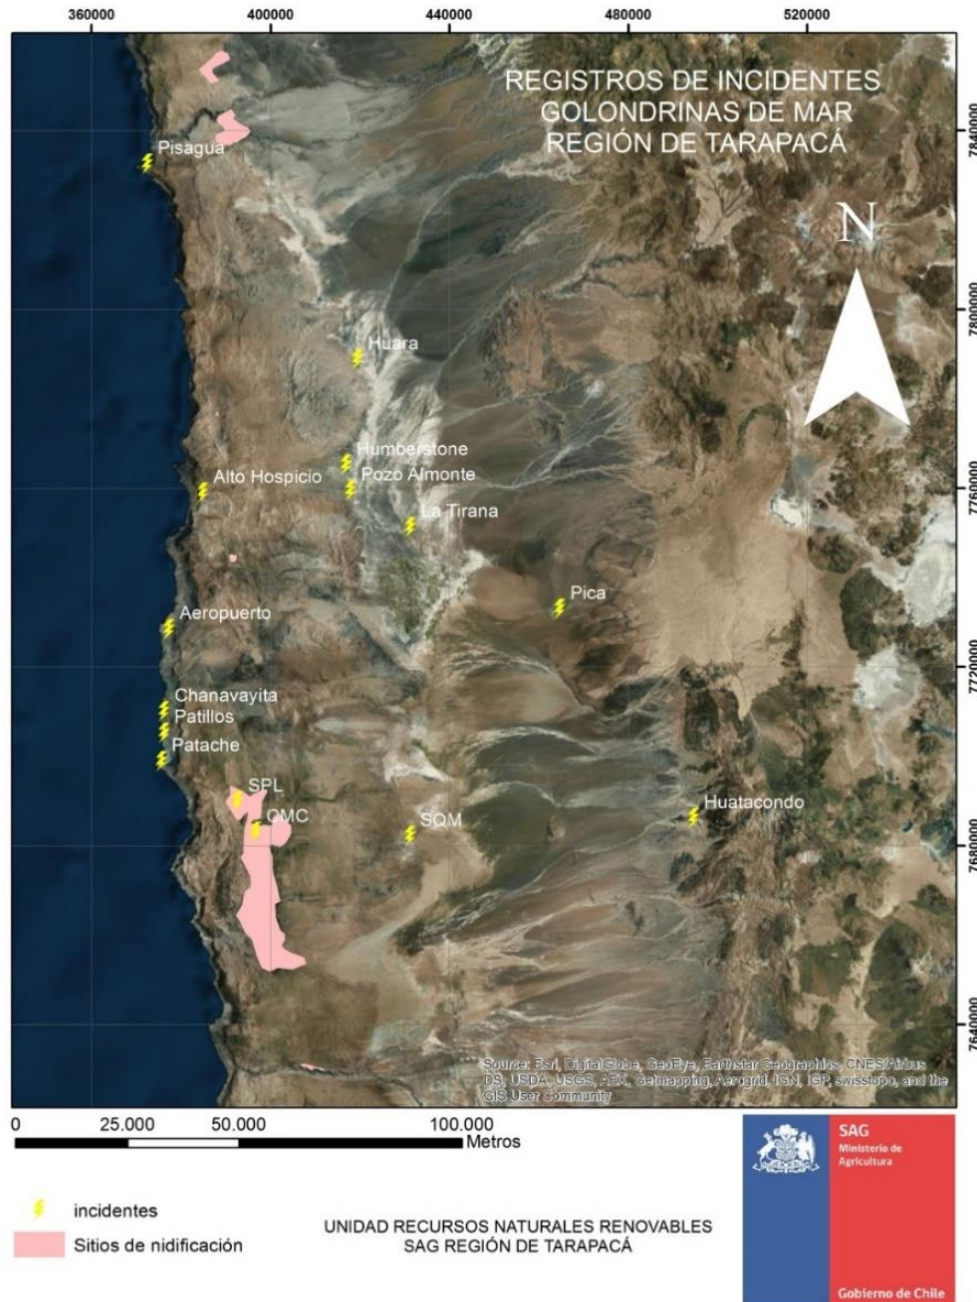 360000 400000 440000 480000 520000
REGISTROS DE INCIDENTES
GOLONDRINAS DE MAR
REGIÓN DE TARAPACÁ
7840000
Pisagua
N
7800000
Huara
Humberstone
Pozo Almonte
Alto Hospicio
7760000
La Tirana
Pica
Aeropuerto
7720000
Chanavayita
Patillos
Patache
SPL
CMC
SQM
Huatacondo
7680000
7640000
Source: Esri, DigitalGlobe, GeoEye, Earthstar Geographics, CNES/Airbus
DS, USDA, USGS, AEX, Getmapping, Aerogrid, IGN, IGP, swisstopo, and the
GIS User Community
0 25.000 50.000 100.000
Metros
incidentes
Sitios de nidificación
UNIDAD RECURSOS NATURALES RENOVABLES
SAG REGIÓN DE TARAPACÁ
SAG
Ministerio de
Agricultura
Gobierno de Chile